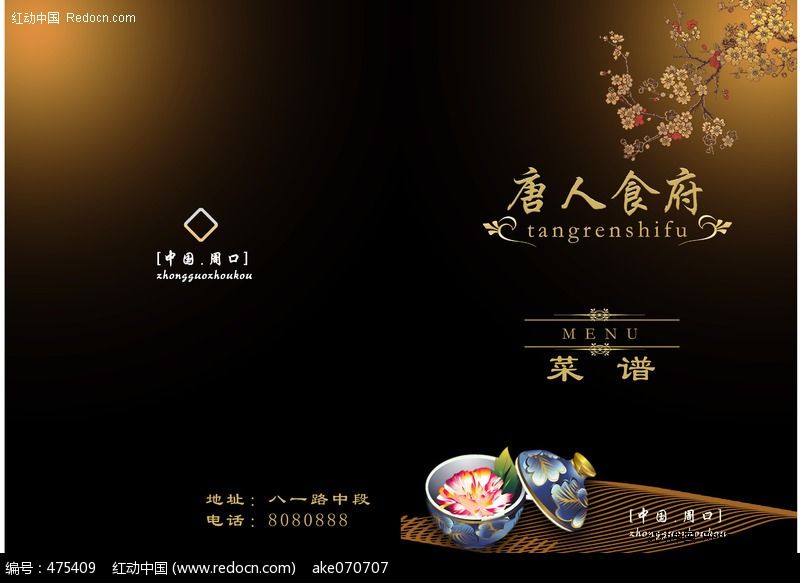 红动中国 Redocn.com
[中国.周口]
zhongguozhoukou
地址：八一路中段
电话：8080888
唐人食府
tangrenshifu
MENU
菜 谱
[中国.周口]
zhongguozhoukou
编号：475409 红动中国 (www.redocn.com) ake070707